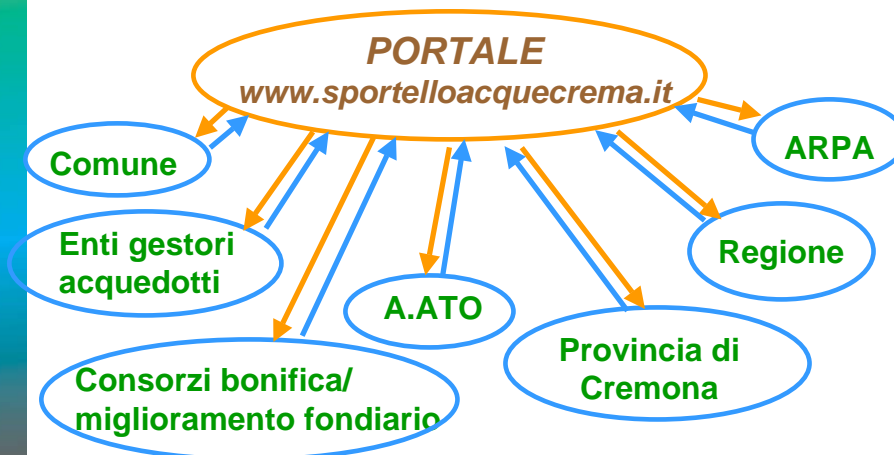 PORTALE
www.sportelloacquecrema.it
Comune
ARPA
Enti gestori
acquedotti
Regione
A.ATO
Provincia di
Cremona
Consorzi bonifica/
miglioramento fondiario